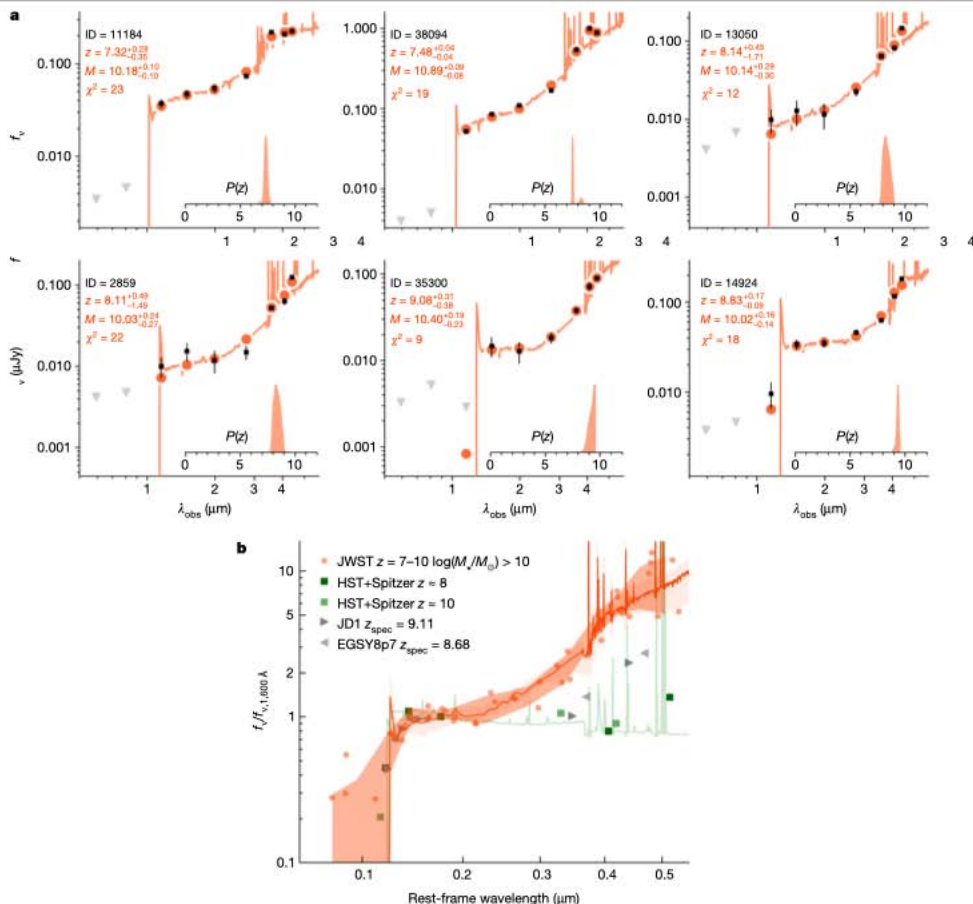 a
ID = 11184
z = 7.32 +0.28 -0.35
M = 10.18 +0.10 -0.10
χ² = 23
0.100
0.010
f_ν
P(z)
0 5 10
1 2 3 4
ID = 38094
z = 7.48 +0.04 -0.04
M = 10.89 +0.09 -0.08
χ² = 19
1.000
0.100
0.010
P(z)
0 5 10
1 2 3 4
ID = 13050
z = 8.14 +0.45 -1.71
M = 10.14 +0.29 -0.30
χ² = 12
0.100
0.010
0.001
P(z)
0 5 10
1 2 3 4
f
ID = 2859
z = 8.11 +0.49 -1.49
M = 10.03 +0.24 -0.27
χ² = 22
0.100
0.010
0.001
ν (μJy)
P(z)
0 5 10
1 2 3 4
λobs (μm)
ID = 35300
z = 9.08 +0.31 -0.38
M = 10.40 +0.19 -0.23
χ² = 9
0.100
0.010
0.001
P(z)
0 5 10
1 2 3 4
λobs (μm)
ID = 14924
z = 8.83 +0.17 -0.09
M = 10.02 +0.16 -0.14
χ² = 18
0.100
0.010
P(z)
0 5 10
1 2 3 4
λobs (μm)
b
JWST z = 7–10 log(M*/M⊙) > 10
HST+Spitzer z ≈ 8
HST+Spitzer z ≈ 10
JD1 zspec = 9.11
EGSY8p7 zspec = 8.68
10
5
2
1
0.1
fν/fν,1,600 Å
0.1 0.2 0.3 0.4 0.5
Rest-frame wavelength (μm)